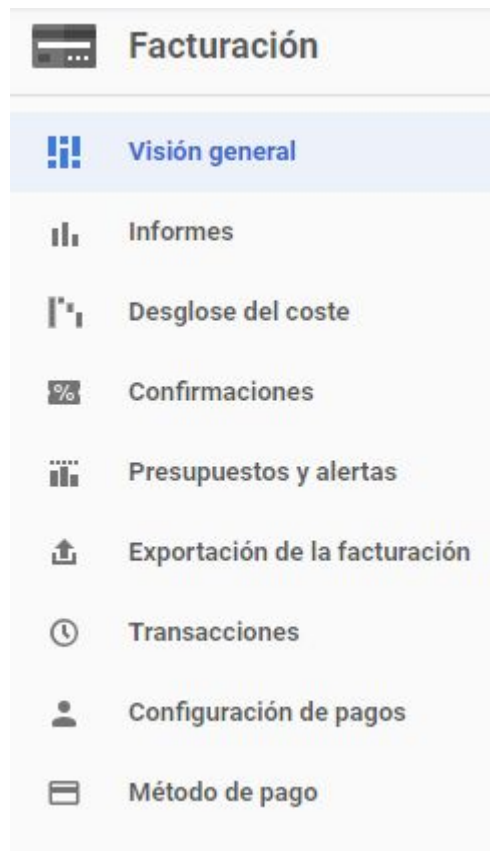 Facturación
Visión general
Informes
Desglose del coste
% Confirmaciones
Presupuestos y alertas
Exportación de la facturación
Transacciones
Configuración de pagos
Método de pago